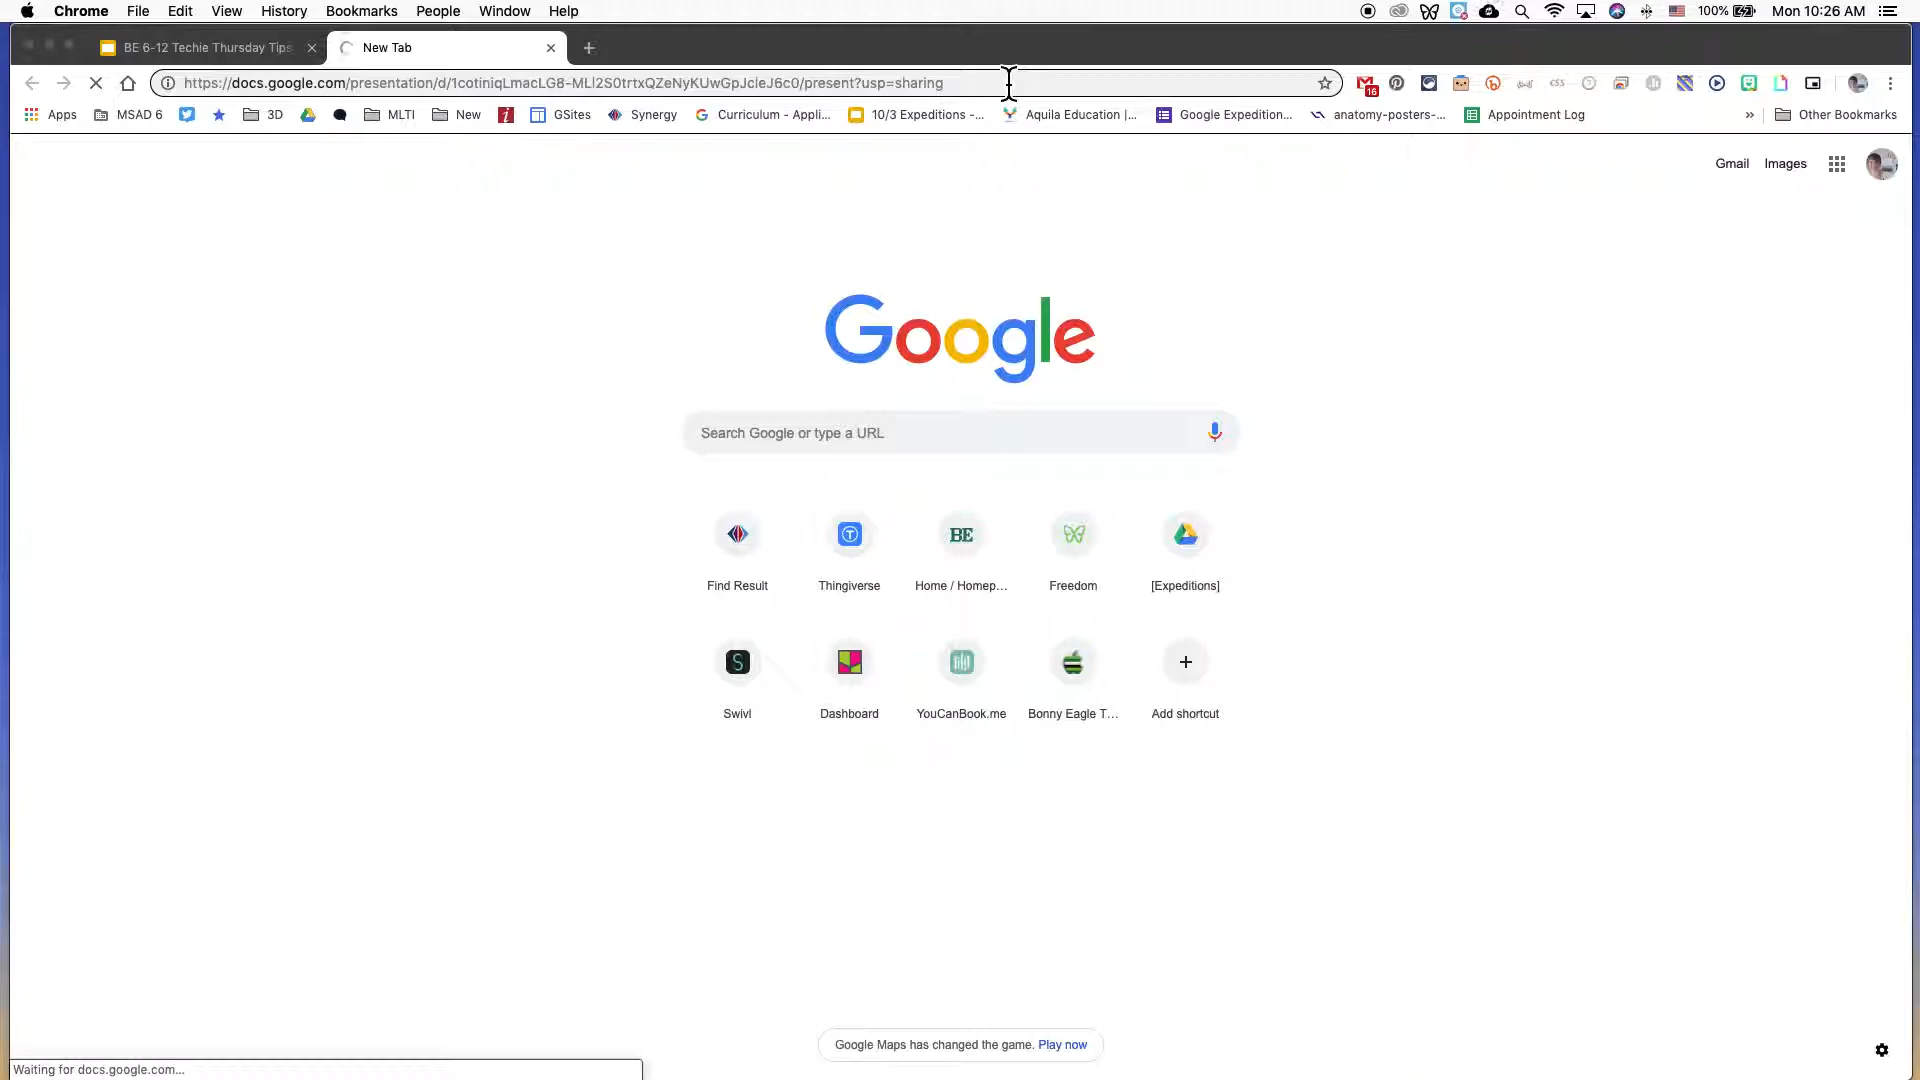 Chrome File Edit View History Bookmarks People Window Help 100% Mon 10:26 AM
BE 6-12 Techie Thursday Tips New Tab
https://docs.google.com/presentation/d/1cotiniqLmacLG8-MLl2S0trtxQZeNyKUwGpJcleJ6c0/present?usp=sharing 16
Apps MSAD 6 3D MLTI New GSites Synergy Curriculum - Appli... 10/3 Expeditions -... Aquila Education |... Google Expedition... anatomy-posters-... Appointment Log » Other Bookmarks
Gmail Images
Google
Search Google or type a URL
BE
Find Result Thingiverse Home / Homep... Freedom [Expeditions]
S
Swivl Dashboard YouCanBook.me Bonny Eagle T... Add shortcut
Google Maps has changed the game. Play now
Waiting for docs.google.com...